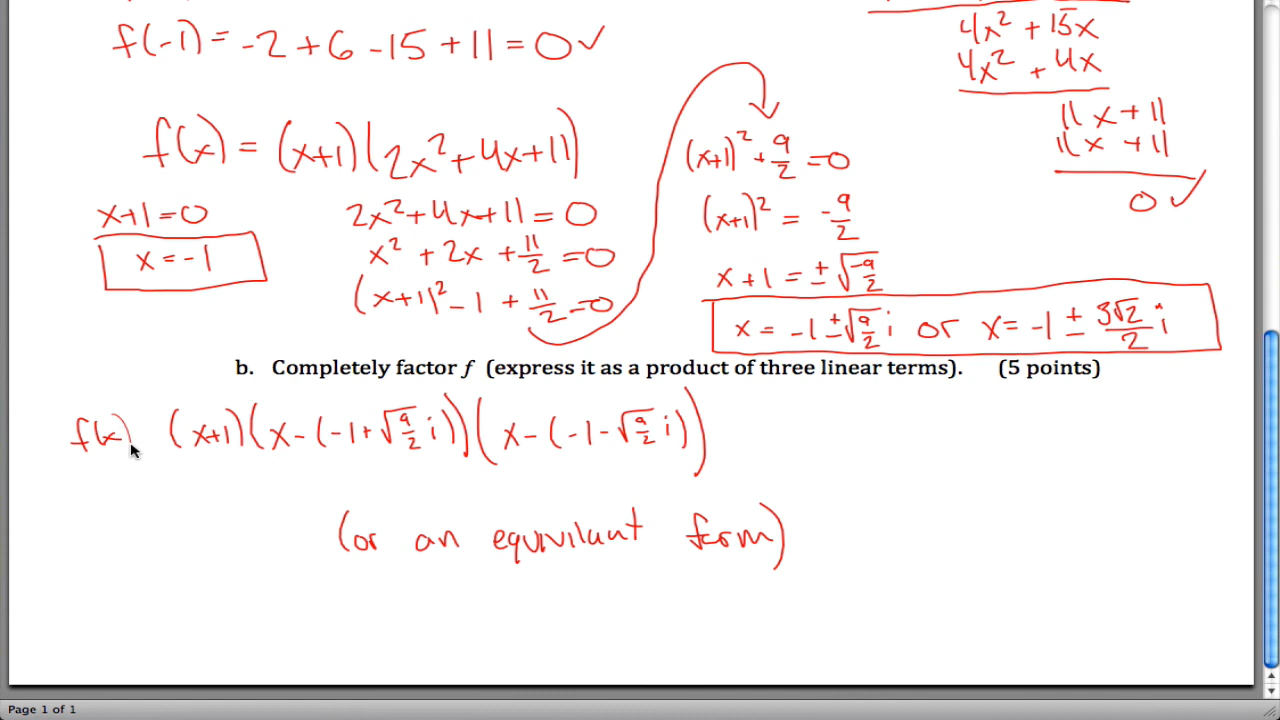 f(-1) = -2 + 6 - 15 + 11 = 0 ✓
4x² + 15x
4x² + 4x
11x + 11
11x + 11
0 ✓
f(x) = (x+1)(2x² + 4x + 11)
x+1 = 0
x = -1
2x² + 4x + 11 = 0
x² + 2x + 11/2 = 0
(x+1)² - 1 + 11/2 = 0
(x+1)² + 9/2 = 0
(x+1)² = -9/2
x + 1 = ± √(-9/2)
x = -1 ± √(9/2) i or x = -1 ± 3√2/2 i
b. Completely factor f (express it as a product of three linear terms). (5 points)
f(x) (x+1)(x - (-1 + √(9/2) i))(x - (-1 - √(9/2) i))
(or an equivilant form)
Page 1 of 1